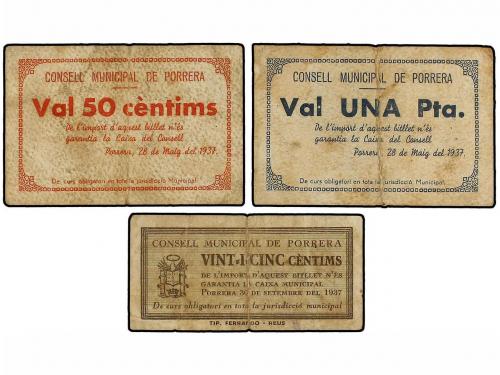 CONSELL MUNICIPAL DE PORRERA
Val 50 cèntims
De l'import d'aquest bitllet n'és
garantia la Caixa del Consell
Porrera, 28 de Maig del 1937.
De curs obligatori en tota la jurisdicció Municipal.
CONSELL MUNICIPAL DE PORRERA
Val UNA Pta.
De l'import d'aquest bitllet n'és
garantia la Caixa del Consell
Porrera, 28 de Maig del 1937.
De curs obligatori en tota la jurisdicció Municipal.
CONSELL MUNICIPAL DE PORRERA
VINT-I-CINC CÈNTIMS
DE L'IMPORT D'AQUEST BITLLET N'ÉS
GARANTIA LA CAIXA MUNICIPAL
PORRERA 30 DE SETEMBRE DEL 1937
De curs obligatori en tota la jurisdicció municipal
TIP. FERRANDO - REUS